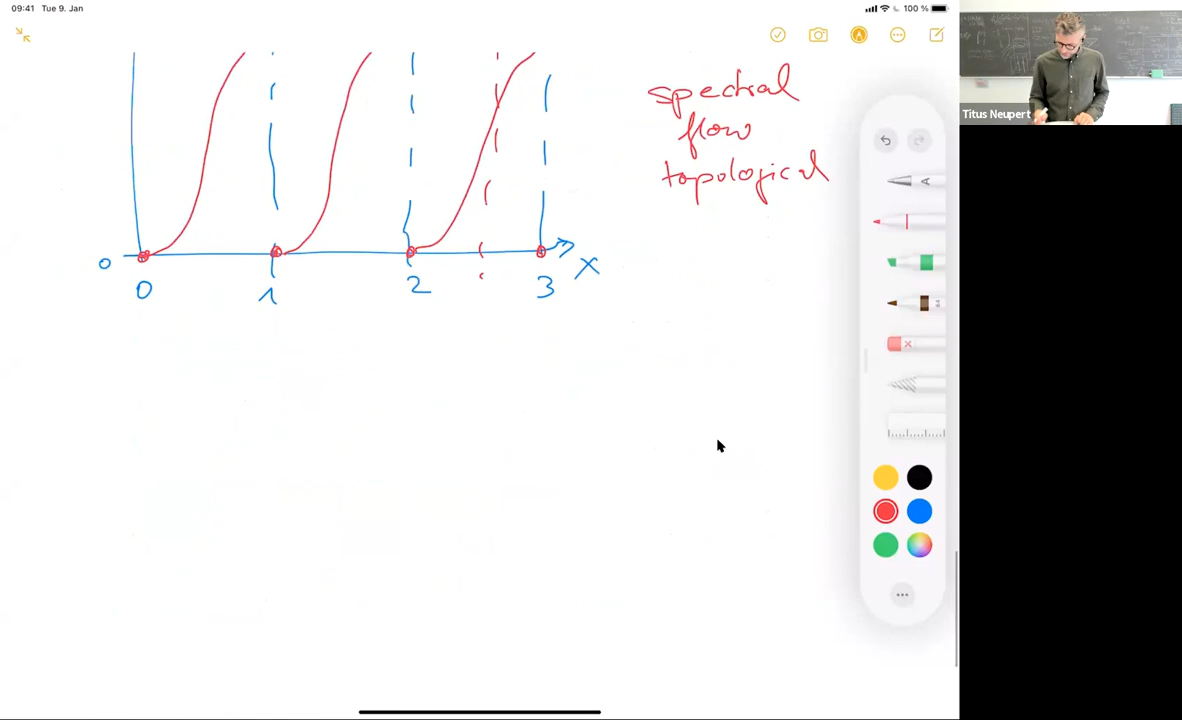 09:41 Tue 9. Jan
100 %
Titus Neupert
spectral
flow
topological
0
x
0 1 2 3